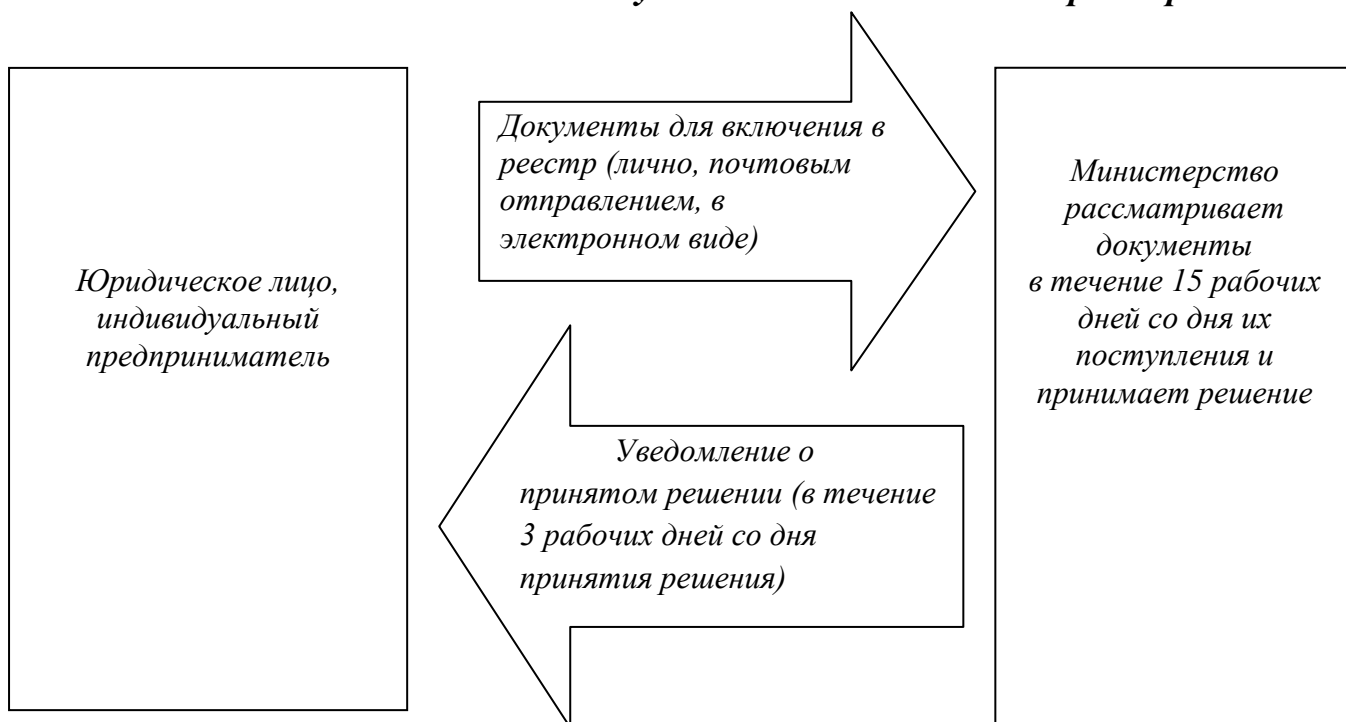 Юридическое лицо,
индивидуальный
предприниматель
Документы для включения в
реестр (лично, почтовым
отправлением, в
электронном виде)
Министерство
рассматривает
документы
в течение 15 рабочих
дней со дня их
поступления и
принимает решение
Уведомление о
принятом решении (в течение
3 рабочих дней со дня
принятия решения)